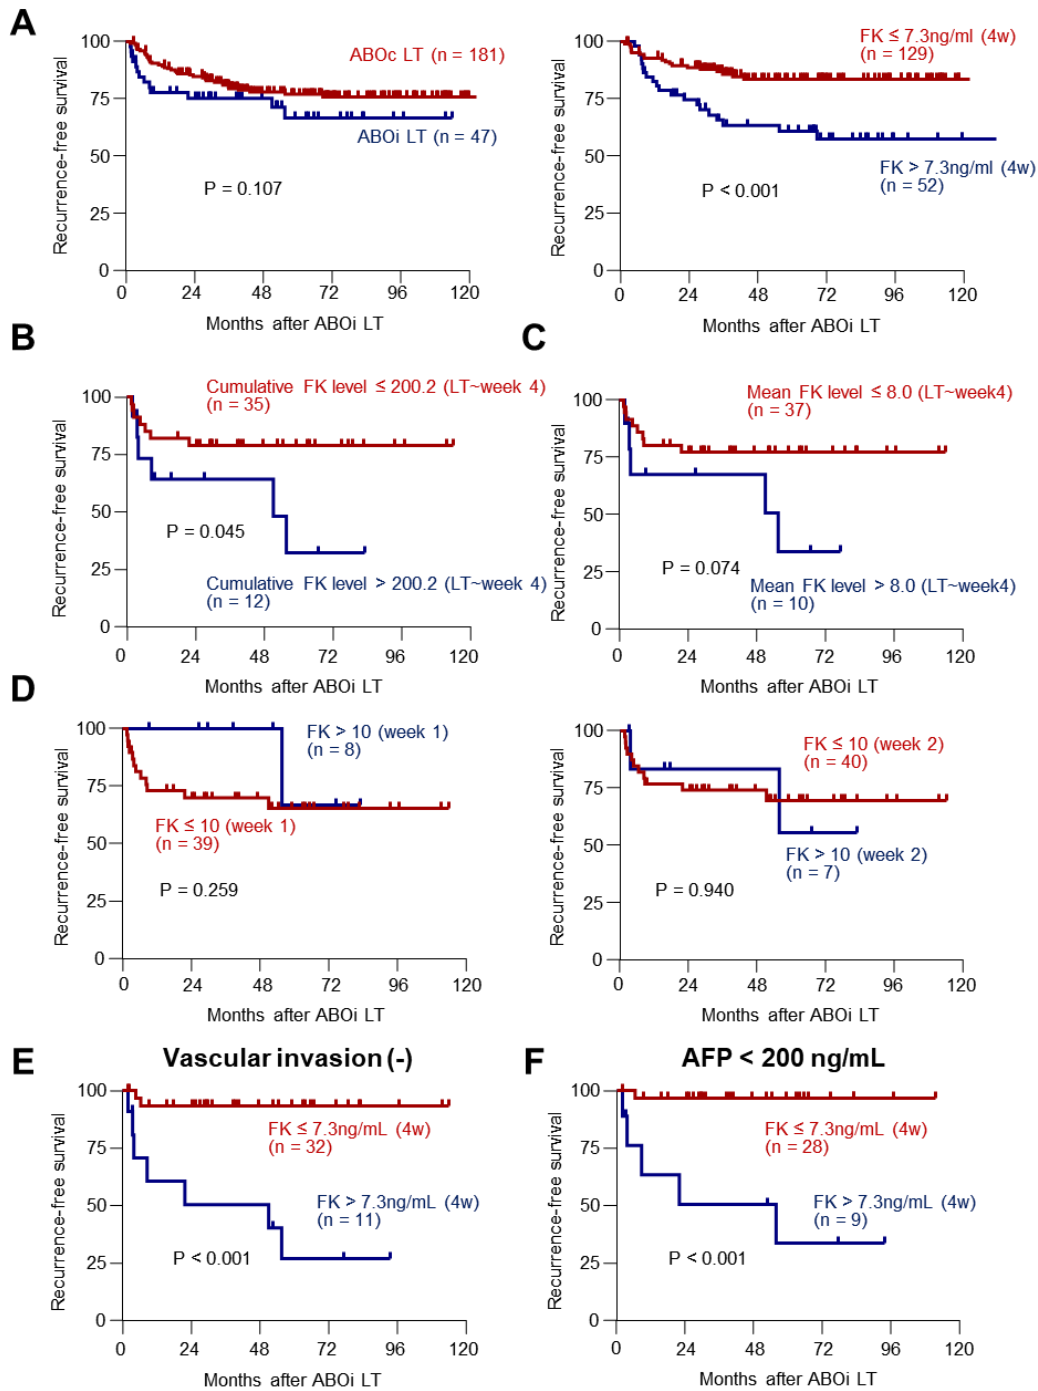 A
Recurrence-free survival
100
75
50
25
0
ABOc LT (n = 181)
ABOi LT (n = 47)
P = 0.107
0 24 48 72 96 120
Months after ABOi LT
Recurrence-free survival
100
75
50
25
0
FK ≤ 7.3ng/ml (4w)
(n = 129)
P < 0.001
FK > 7.3ng/ml (4w)
(n = 52)
0 24 48 72 96 120
Months after ABOi LT
B
Recurrence-free survival
100
75
50
25
0
Cumulative FK level ≤ 200.2 (LT~week 4)
(n = 35)
P = 0.045
Cumulative FK level > 200.2 (LT~week 4)
(n = 12)
0 24 48 72 96 120
Months after ABOi LT
C
Recurrence-free survival
100
75
50
25
0
Mean FK level ≤ 8.0 (LT~week4)
(n = 37)
P = 0.074
Mean FK level > 8.0 (LT~week4)
(n = 10)
0 24 48 72 96 120
Months after ABOi LT
D
Recurrence-free survival
100
75
50
25
0
FK > 10 (week 1)
(n = 8)
FK ≤ 10 (week 1)
(n = 39)
P = 0.259
0 24 48 72 96 120
Months after ABOi LT
Recurrence-free survival
100
75
50
25
0
FK ≤ 10 (week 2)
(n = 40)
FK > 10 (week 2)
(n = 7)
P = 0.940
0 24 48 72 96 120
Months after ABOi LT
E
Vascular invasion (-)
Recurrence-free survival
100
75
50
25
0
FK ≤ 7.3ng/mL (4w)
(n = 32)
FK > 7.3ng/mL (4w)
(n = 11)
P < 0.001
0 24 48 72 96 120
Months after ABOi LT
F
AFP < 200 ng/mL
Recurrence-free survival
100
75
50
25
0
FK ≤ 7.3ng/mL (4w)
(n = 28)
FK > 7.3ng/mL (4w)
(n = 9)
P < 0.001
0 24 48 72 96 120
Months after ABOi LT